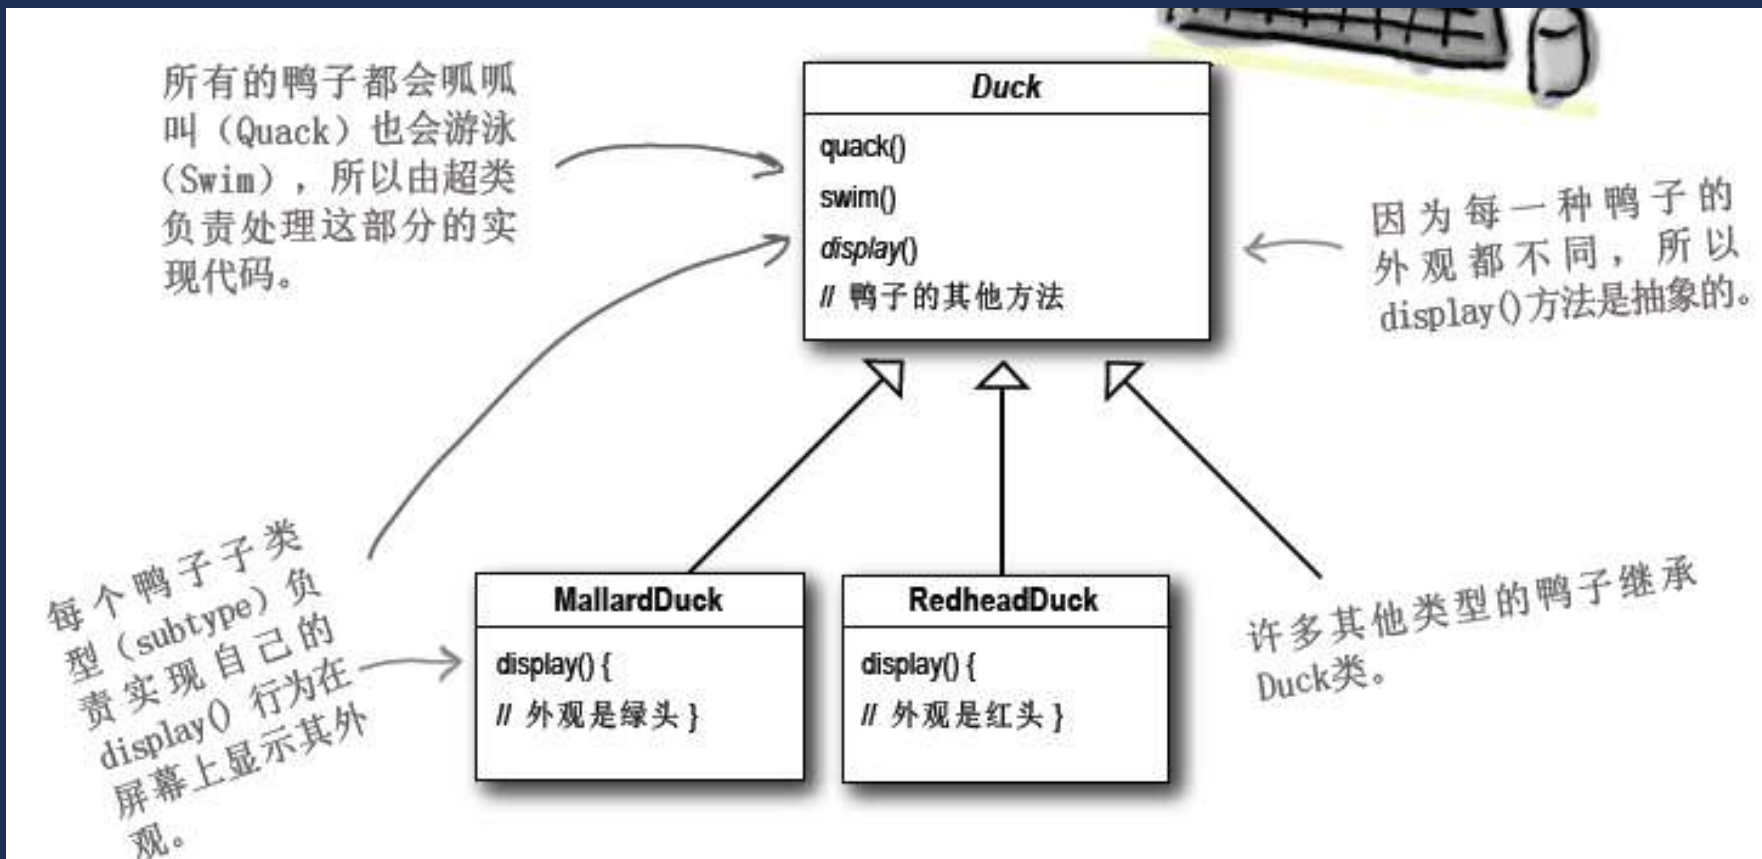 所有的鸭子都会呱呱
叫（Quack）也会游泳
（Swim），所以由超类
负责处理这部分的实
现代码。
Duck
quack()
swim()
display()
// 鸭子的其他方法
因为每一种鸭子的
外观都不同，所以
display()方法是抽象的。
每个鸭子子类
型（subtype）负
责实现自己的
display() 行为在
屏幕上显示其外
观。
MallardDuck
display() {
// 外观是绿头 }
RedheadDuck
display() {
// 外观是红头 }
许多其他类型的鸭子继承
Duck类。